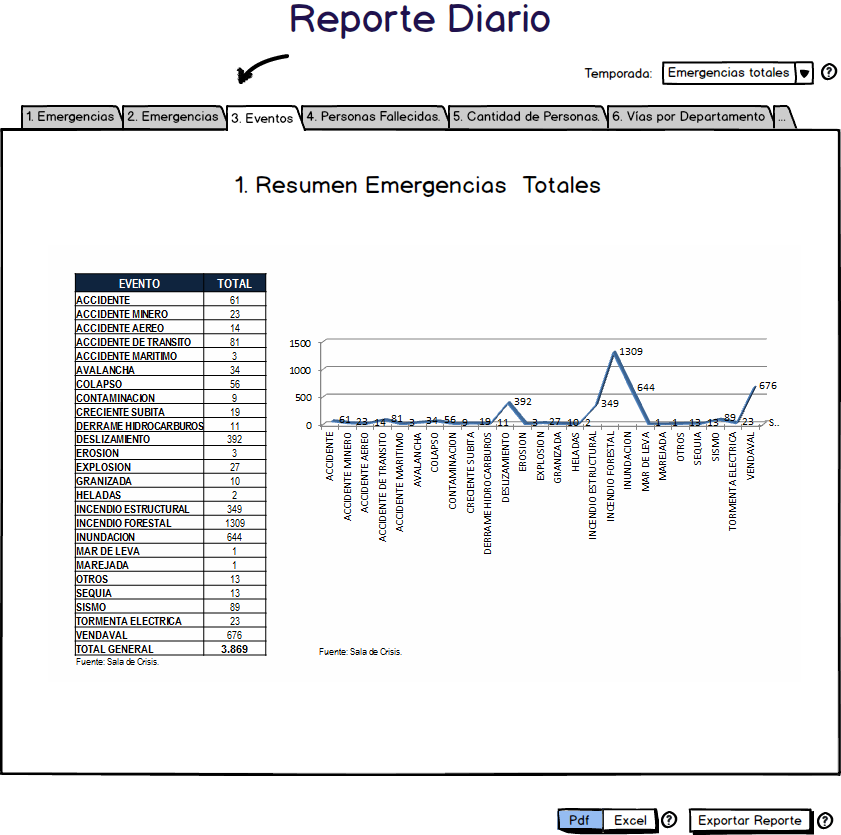 Reporte Diario
Temporada: Emergencias totales ?
1. Emergencias 2. Emergencias 3. Eventos 4. Personas Fallecidas. 5. Cantidad de Personas. 6. Vías por Departamento ...
1. Resumen Emergencias Totales
EVENTO TOTAL
ACCIDENTE 61
ACCIDENTE MINERO 23
ACCIDENTE AEREO 14
ACCIDENTE DE TRANSITO 81
ACCIDENTE MARITIMO 3
AVALANCHA 34
COLAPSO 56
CONTAMINACION 9
CRECIENTE SUBITA 19
DERRAME HIDROCARBUROS 11
DESLIZAMIENTO 392
EROSION 3
EXPLOSION 27
GRANIZADA 10
HELADAS 2
INCENDIO ESTRUCTURAL 349
INCENDIO FORESTAL 1309
INUNDACION 644
MAR DE LEVA 1
MAREJADA 1
OTROS 13
SEQUIA 13
SISMO 89
TORMENTA ELECTRICA 23
VENDAVAL 676
TOTAL GENERAL 3.869
Fuente: Sala de Crisis.
1500
1000
500
0
61 23 14 81 3 34 56 9 19 11 392 3 27 10 2 349 1309 644 1 1 13 13 89 23 676
S..
ACCIDENTE
ACCIDENTE MINERO
ACCIDENTE AEREO
ACCIDENTE DE TRANSITO
ACCIDENTE MARITIMO
AVALANCHA
COLAPSO
CONTAMINACION
CRECIENTE SUBITA
DERRAME HIDROCARBUROS
DESLIZAMIENTO
EROSION
EXPLOSION
GRANIZADA
HELADAS
INCENDIO ESTRUCTURAL
INCENDIO FORESTAL
INUNDACION
MAR DE LEVA
MAREJADA
OTROS
SEQUIA
SISMO
TORMENTA ELECTRICA
VENDAVAL
Fuente: Sala de Crisis.
Pdf Excel ? Exportar Reporte ?